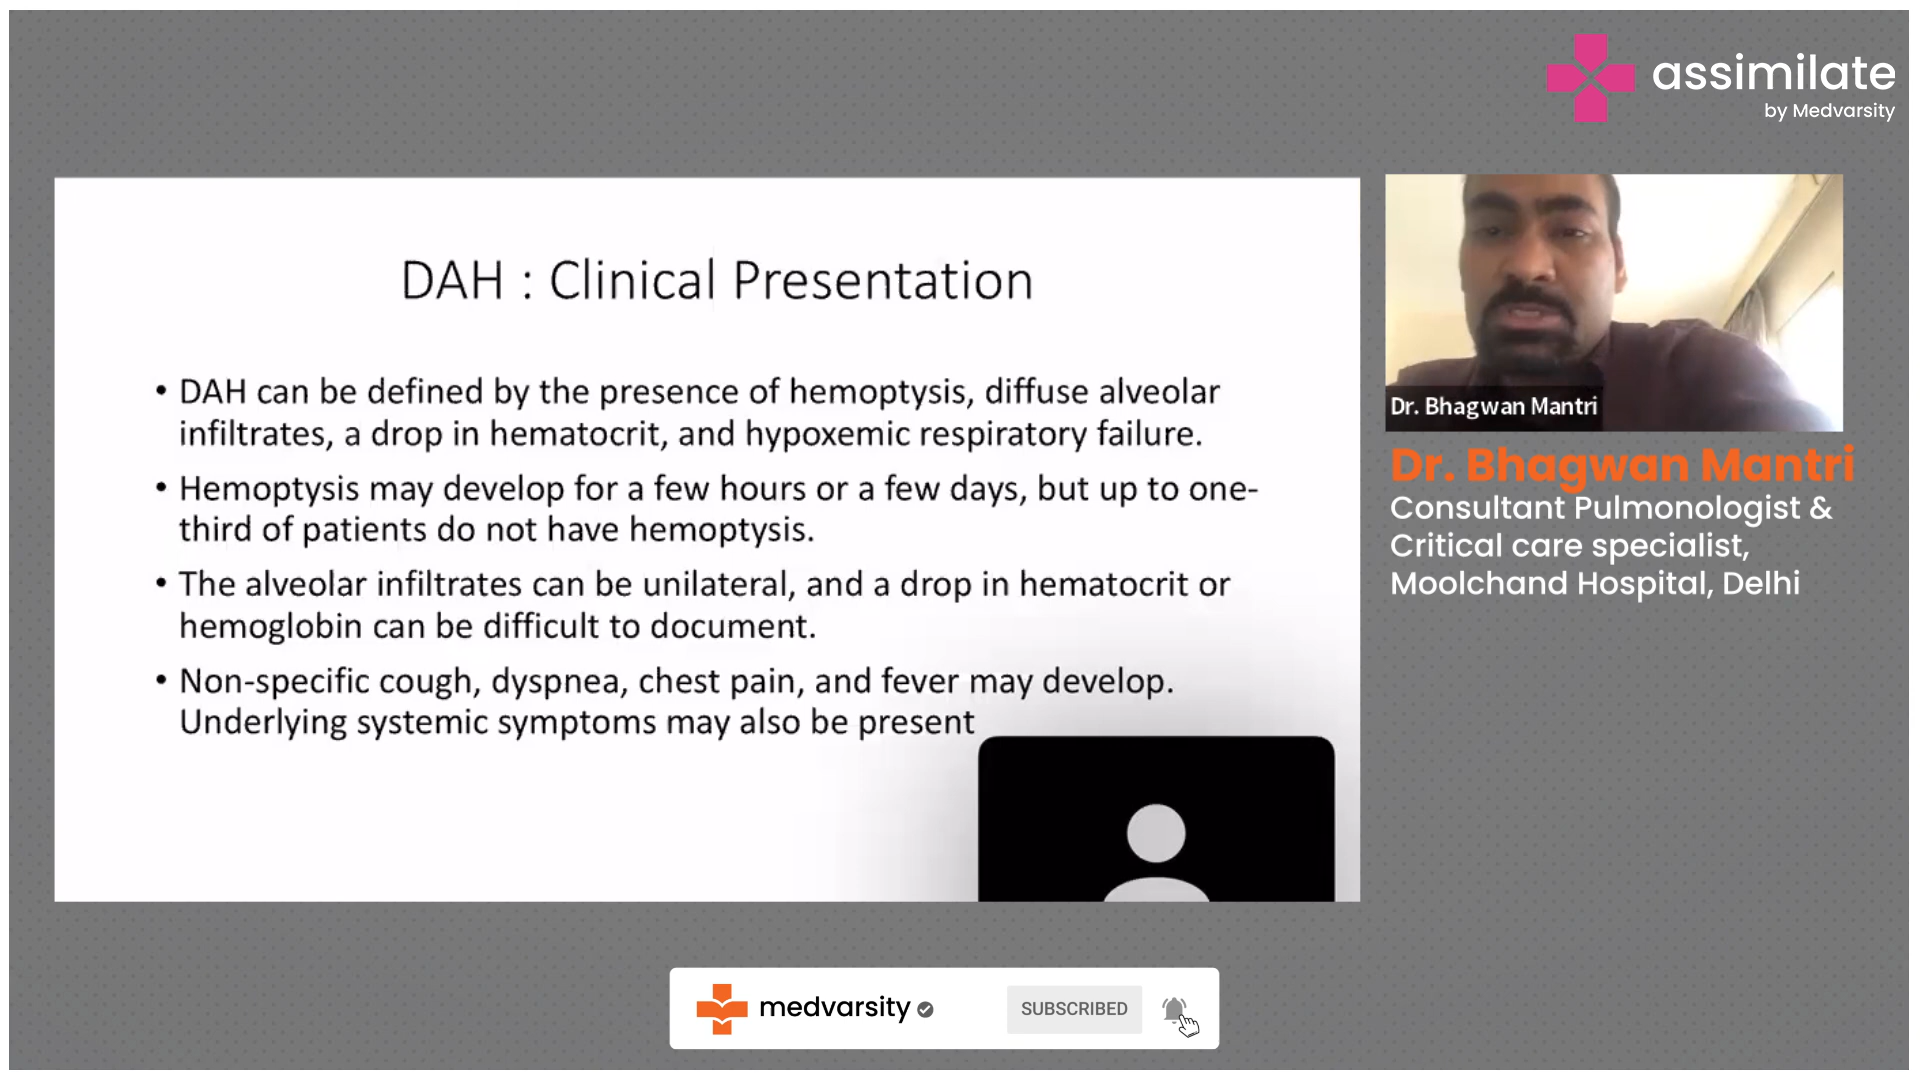 assimilate
by Medvarsity
DAH : Clinical Presentation
• DAH can be defined by the presence of hemoptysis, diffuse alveolar
infiltrates, a drop in hematocrit, and hypoxemic respiratory failure.
• Hemoptysis may develop for a few hours or a few days, but up to one-
third of patients do not have hemoptysis.
• The alveolar infiltrates can be unilateral, and a drop in hematocrit or
hemoglobin can be difficult to document.
• Non-specific cough, dyspnea, chest pain, and fever may develop.
Underlying systemic symptoms may also be present
Dr. Bhagwan Mantri
Dr. Bhagwan Mantri
Consultant Pulmonologist &
Critical care specialist,
Moolchand Hospital, Delhi
medvarsity
SUBSCRIBED